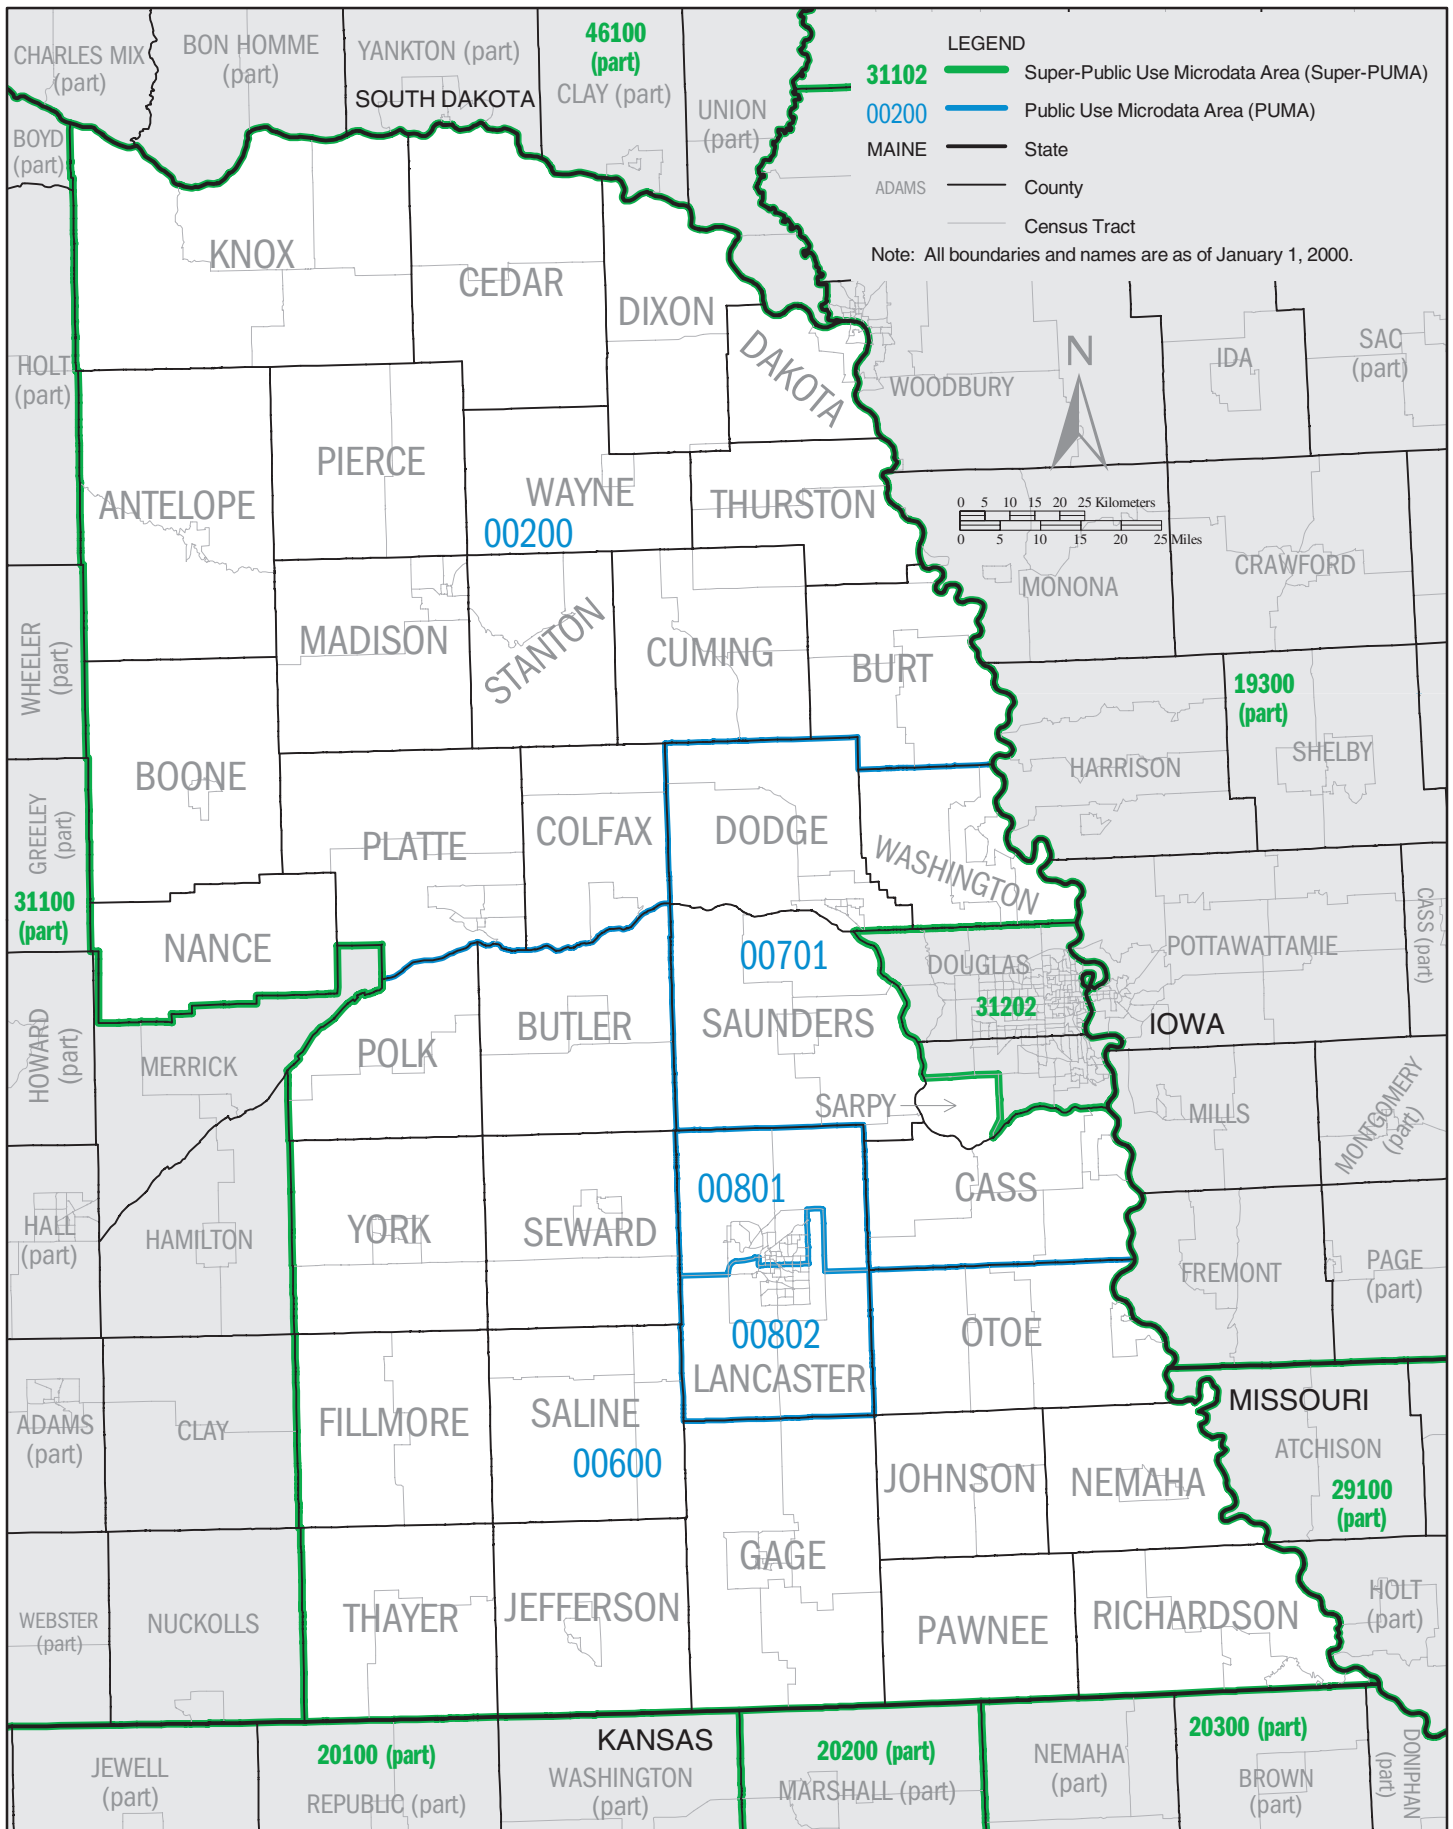 LEGEND
31102 Super-Public Use Microdata Area (Super-PUMA)
00200 Public Use Microdata Area (PUMA)
MAINE State
ADAMS County
Census Tract
Note: All boundaries and names are as of January 1, 2000.
CHARLES MIX
(part)
BON HOMME
(part)
YANKTON (part)
46100
(part)
CLAY (part)
UNION
(part)
SOUTH DAKOTA
BOYD
(part)
KNOX
CEDAR
DIXON
DAKOTA
HOLT
(part)
WOODBURY
IDA
SAC
(part)
N
ANTELOPE
PIERCE
WAYNE
00200
THURSTON
0 5 10 15 20 25 Kilometers
0 5 10 15 20 25 Miles
MONONA
CRAWFORD
WHEELER
(part)
MADISON
STANTON
CUMING
BURT
19300
(part)
HARRISON
SHELBY
BOONE
GREELEY
(part)
PLATTE
COLFAX
DODGE
WASHINGTON
31100
(part)
NANCE
00701
DOUGLAS
31202
POTTAWATTAMIE
CASS (part)
IOWA
HOWARD
(part)
MERRICK
POLK
BUTLER
SAUNDERS
SARPY
MILLS
MONTGOMERY
(part)
HALL
(part)
HAMILTON
YORK
SEWARD
00801
CASS
FREMONT
PAGE
(part)
00802
LANCASTER
OTOE
ADAMS
(part)
CLAY
FILLMORE
SALINE
00600
MISSOURI
ATCHISON
29100
(part)
JOHNSON
NEMAHA
GAGE
WEBSTER
(part)
NUCKOLLS
THAYER
JEFFERSON
PAWNEE
RICHARDSON
HOLT
(part)
KANSAS
JEWELL
(part)
20100 (part)
REPUBLIC (part)
WASHINGTON
(part)
20200 (part)
MARSHALL (part)
NEMAHA
(part)
20300 (part)
BROWN
(part)
DONIPHAN
(part)